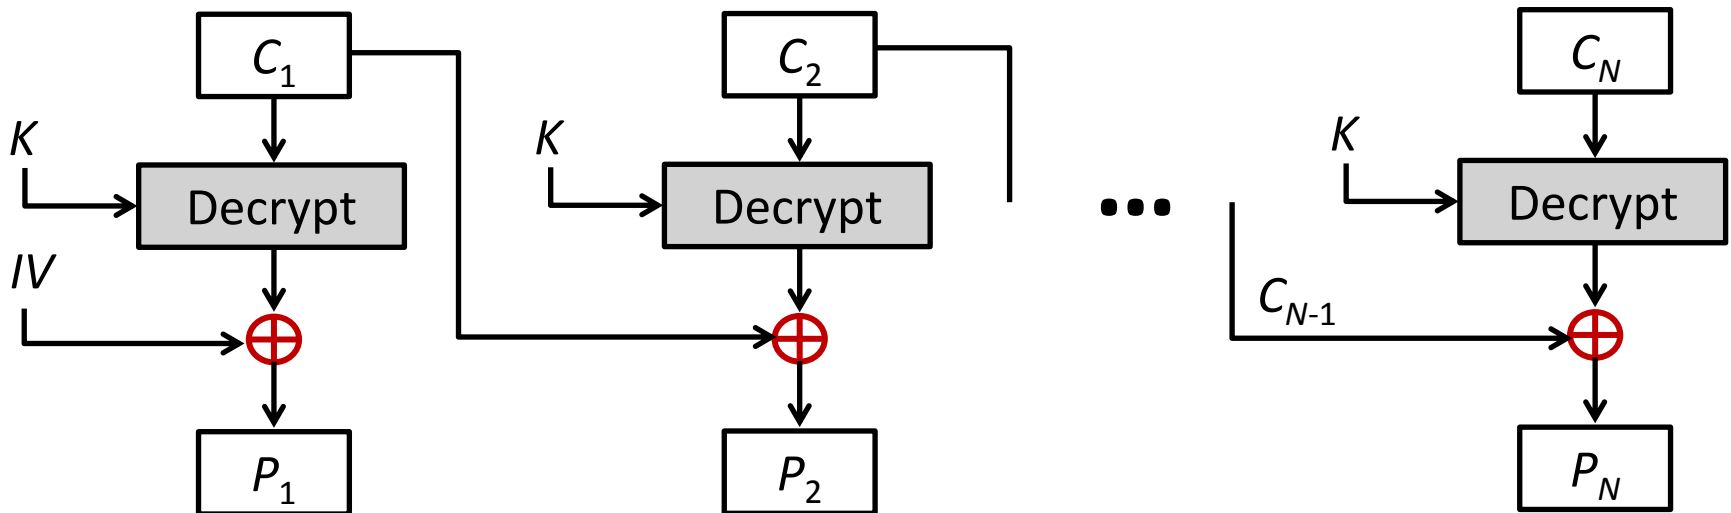 C1 C2 CN
K K K
Decrypt Decrypt ... Decrypt
IV
CN-1
P1 P2 PN